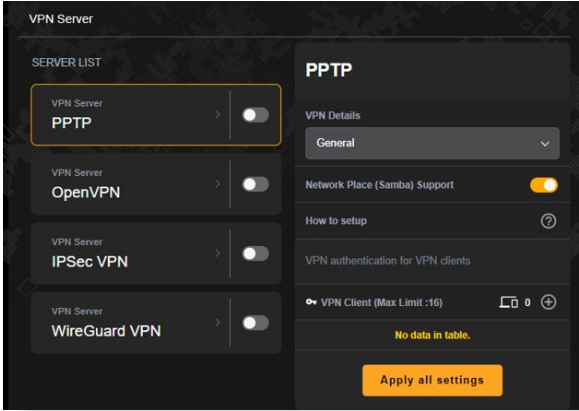 VPN Server
SERVER LIST
VPN Server
PPTP
VPN Server
OpenVPN
VPN Server
IPSec VPN
VPN Server
WireGuard VPN
PPTP
VPN Details
General
Network Place (Samba) Support
How to setup
?
VPN authentication for VPN clients
VPN Client (Max Limit :16) 0
No data in table.
Apply all settings